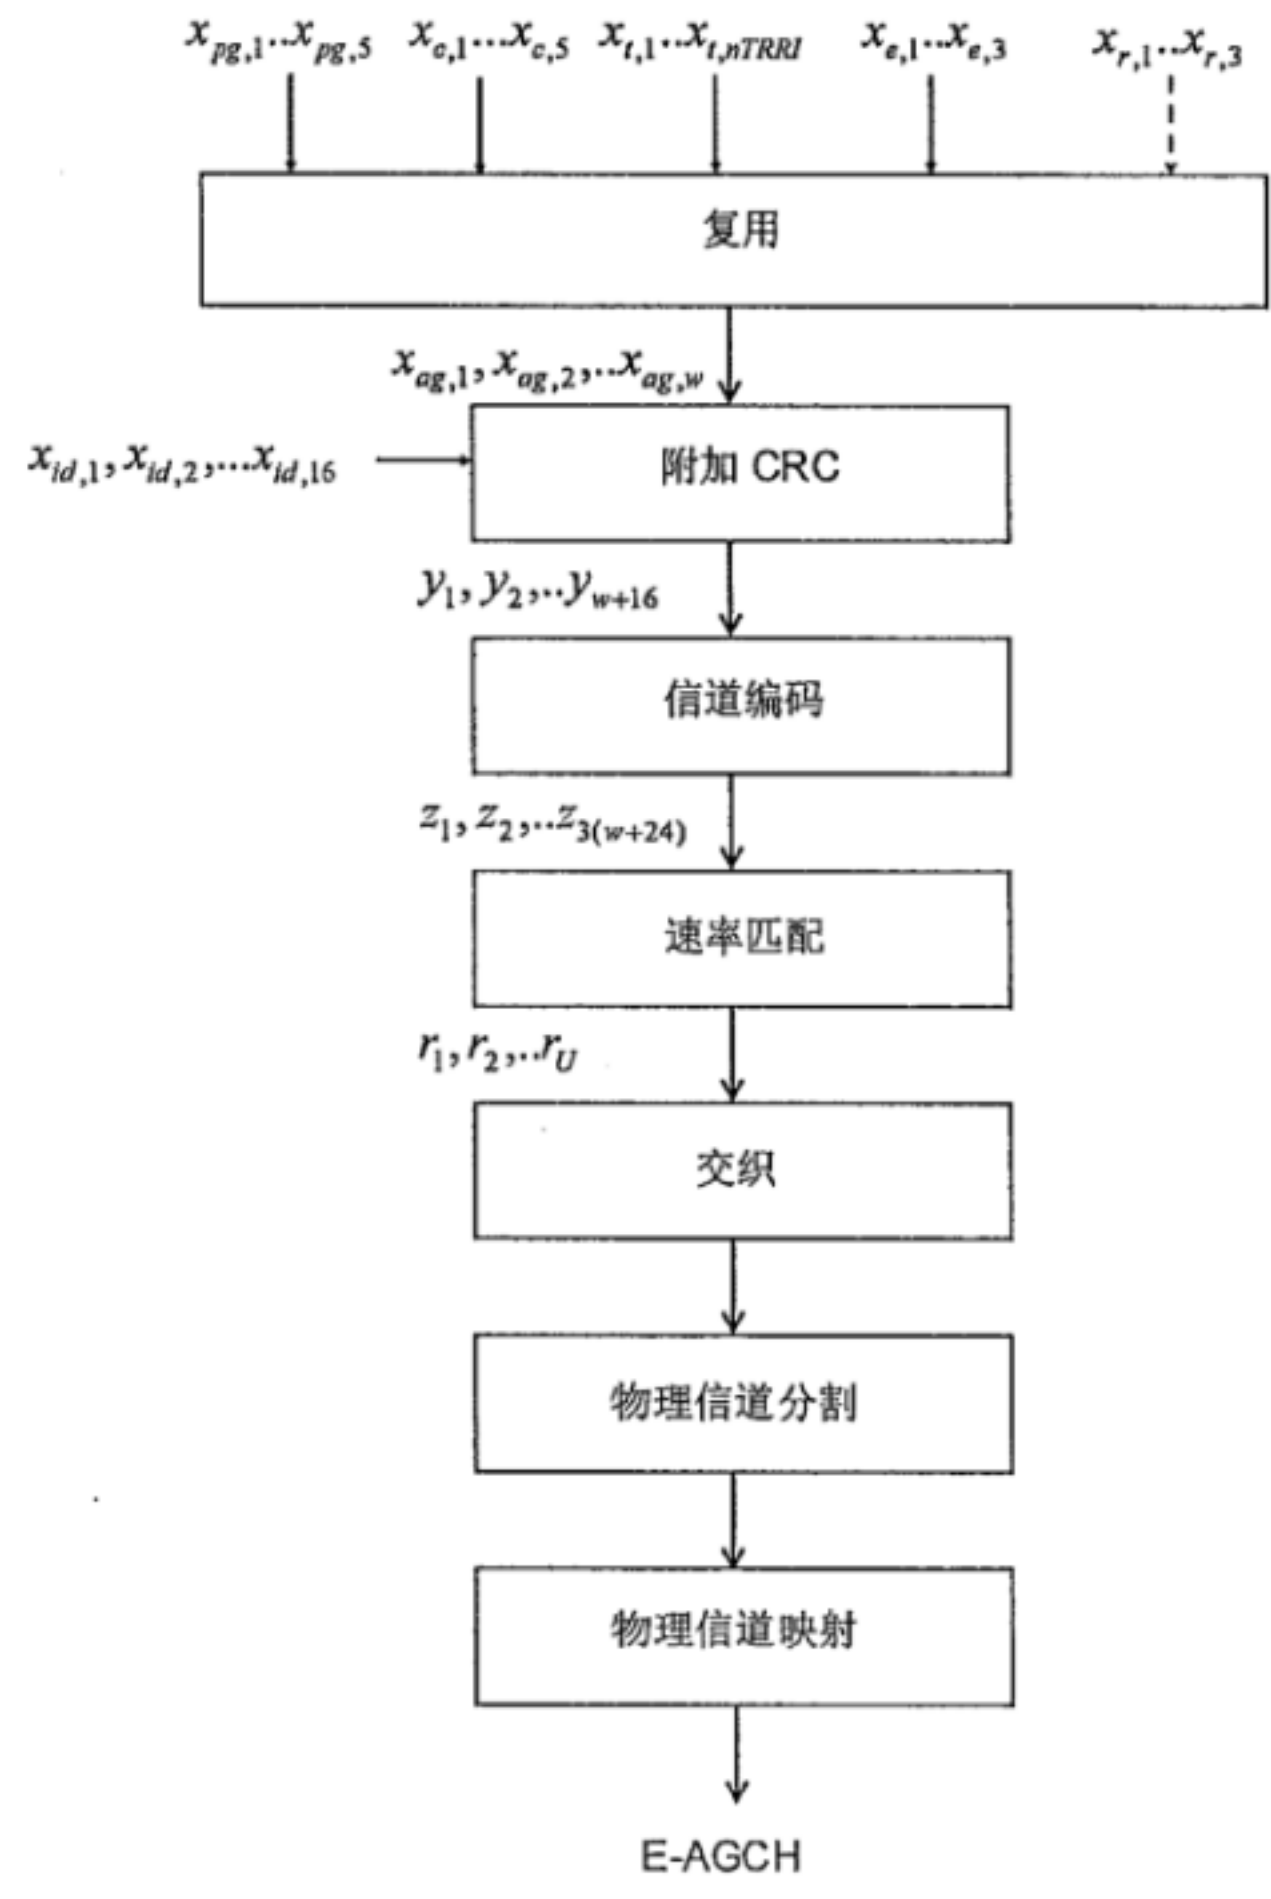 x_{pg,1}..x_{pg,5} x_{c,1}...x_{c,5} x_{t,1}..x_{t,nTRRI} x_{e,1}..x_{e,3} x_{r,1}..x_{r,3}
复用
x_{ag,1}, x_{ag,2},..x_{ag,w}
x_{id,1}, x_{id,2},...x_{id,16}
附加 CRC
y_1, y_2,..y_{w+16}
信道编码
z_1, z_2,..z_{3(w+24)}
速率匹配
r_1, r_2,..r_U
交织
物理信道分割
物理信道映射
E-AGCH